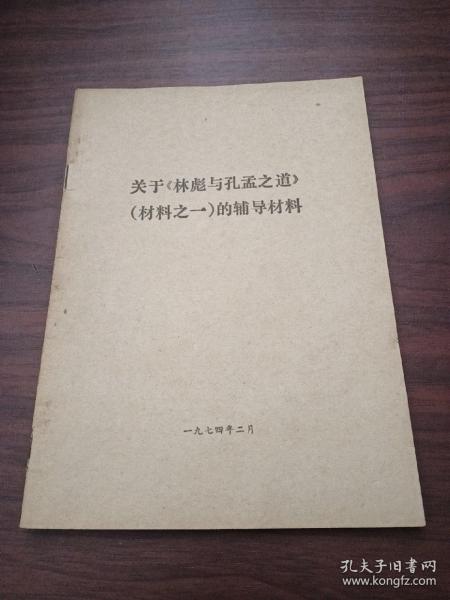 关于《林彪与孔孟之道》
(材料之一)的辅导材料
一九七四年二月
孔夫子旧书网
www.kongfz.com